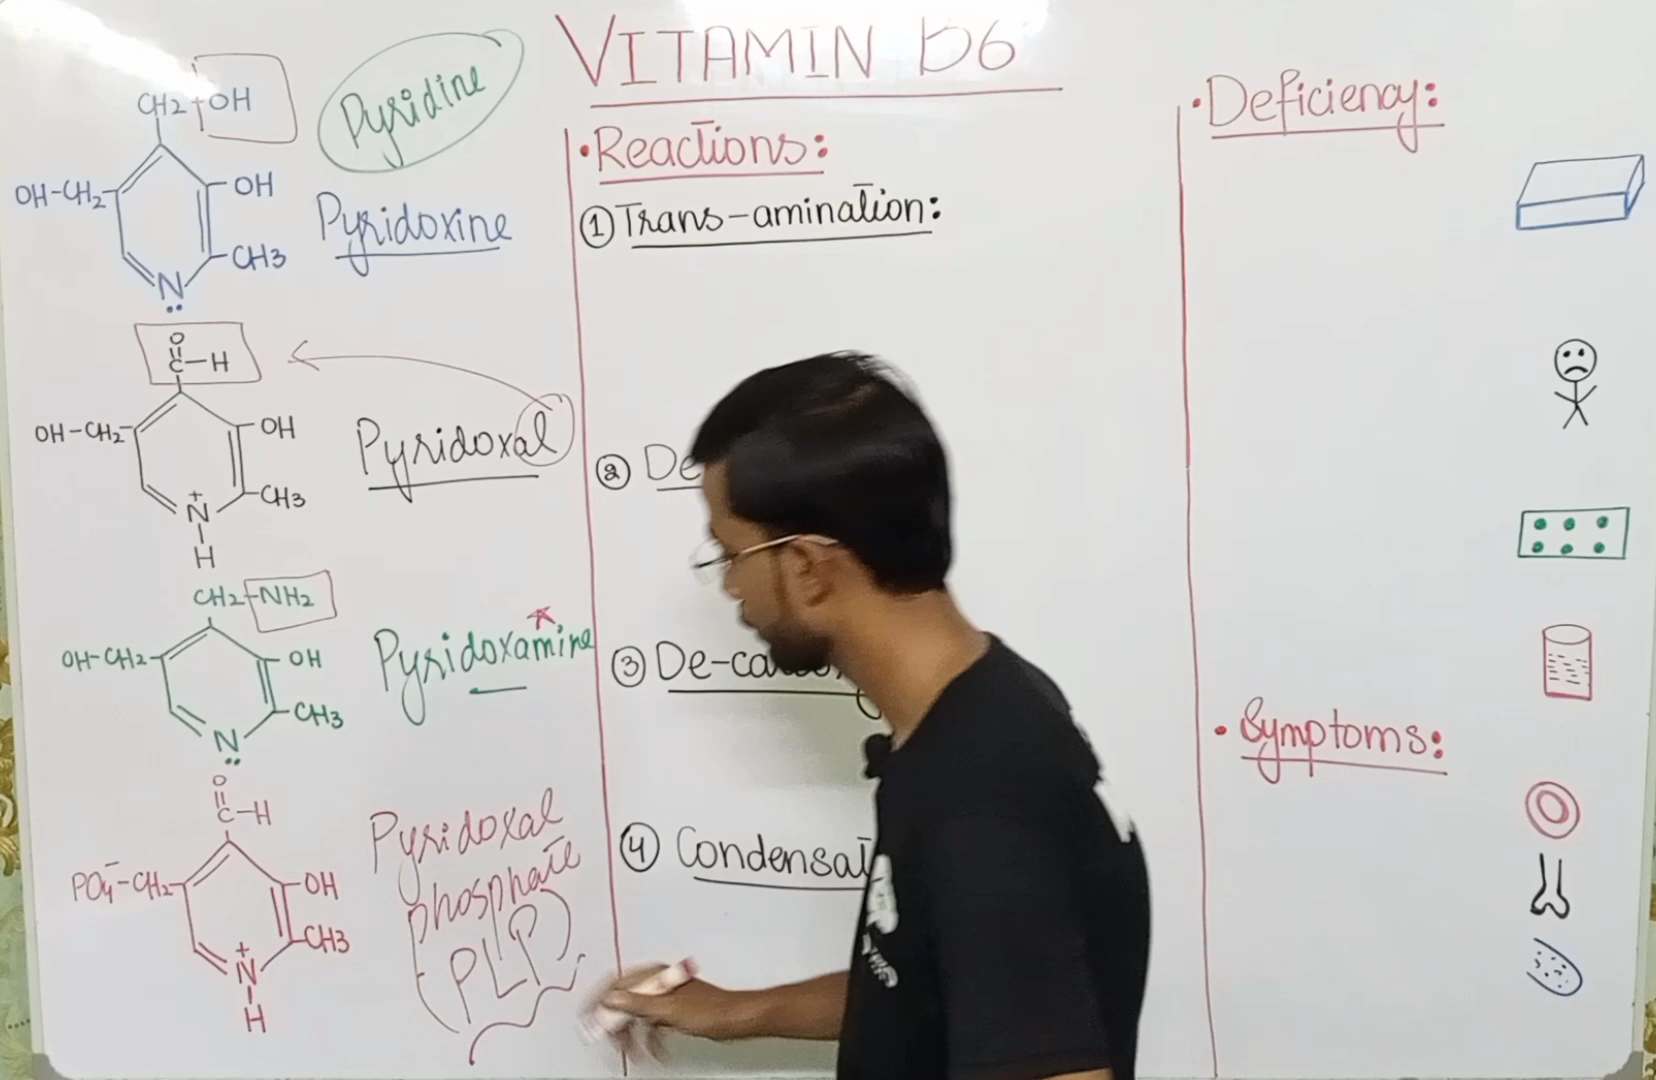 VITAMIN B6
CH2-OH
Pyridine
OH-CH2
OH
Pyridoxine
CH3
N
O
C-H
OH-CH2
OH
Pyridoxal
CH3
+
N
H
CH2-NH2
OH-CH2
OH
Pyridoxamine
CH3
N
O
C-H
Pyridoxal
phosphate
(PLP)
PO4⁻-CH2
OH
CH3
+
N
H
• Reactions:
① Trans-amination:
② De
③ De-ca
④ Condensat
• Deficiency:
• Symptoms: